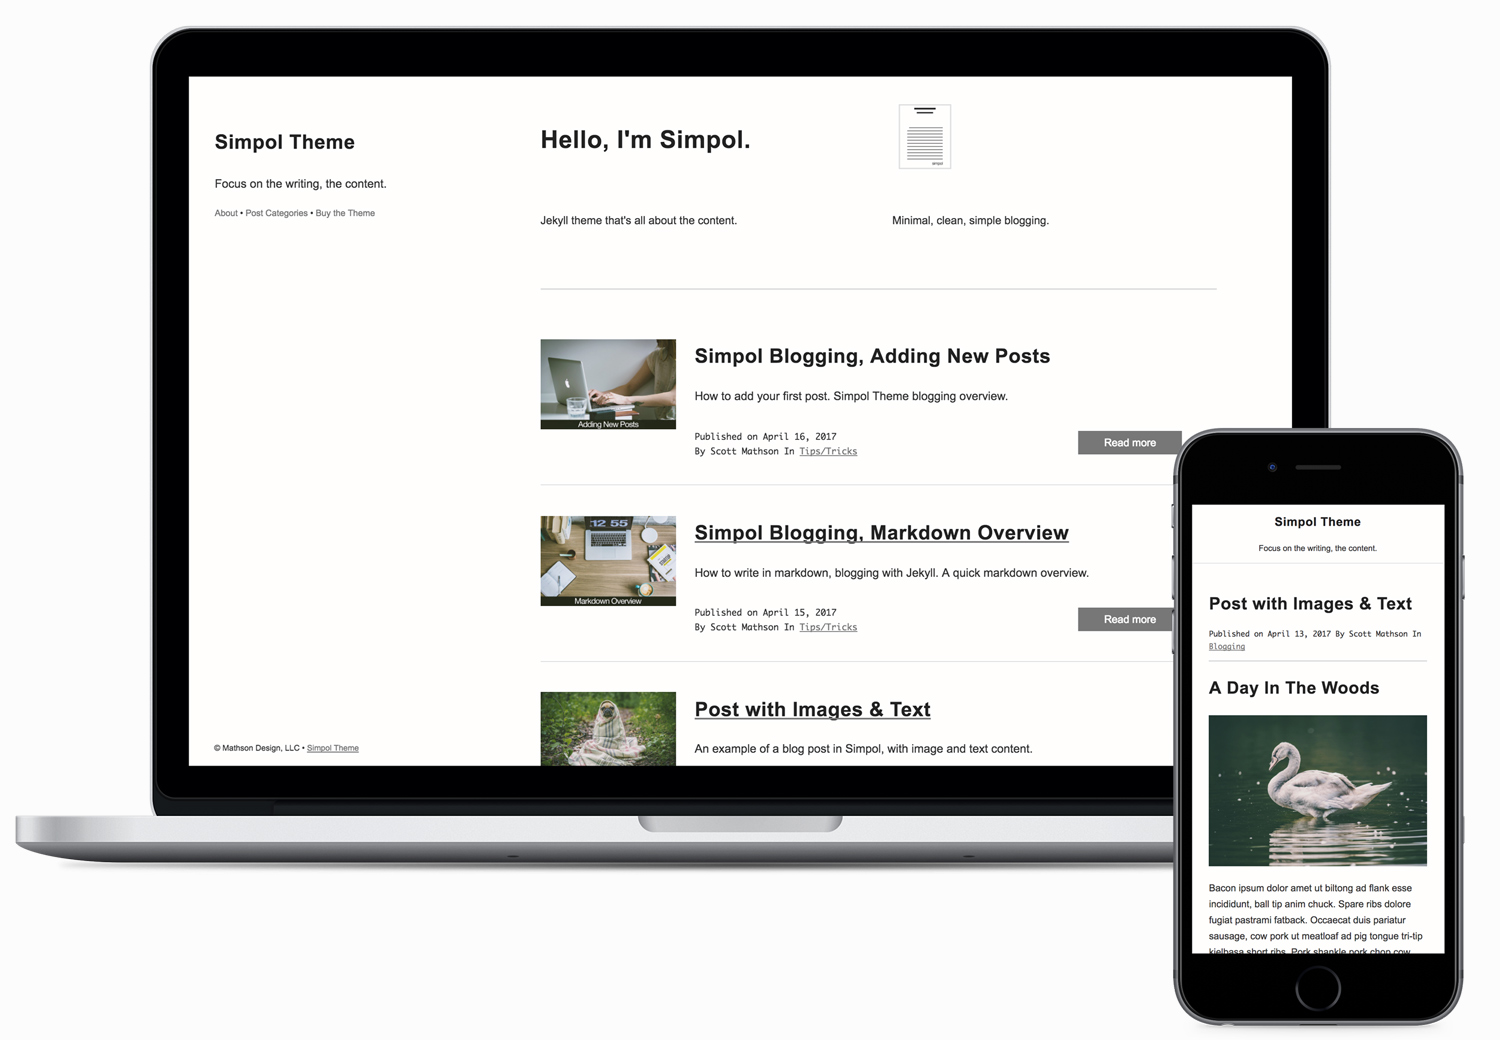 Simpol Theme
Focus on the writing, the content.
About • Post Categories • Buy the Theme
Hello, I'm Simpol.
simpol
Jekyll theme that's all about the content.
Minimal, clean, simple blogging.
Adding New Posts
Simpol Blogging, Adding New Posts
How to add your first post. Simpol Theme blogging overview.
Published on April 16, 2017
By Scott Mathson In Tips/Tricks
Read more
12 55
Markdown Overview
Simpol Blogging, Markdown Overview
How to write in markdown, blogging with Jekyll. A quick markdown overview.
Published on April 15, 2017
By Scott Mathson In Tips/Tricks
Read more
Post with Images & Text
An example of a blog post in Simpol, with image and text content.
© Mathson Design, LLC • Simpol Theme
Simpol Theme
Focus on the writing, the content.
Post with Images & Text
Published on April 13, 2017 By Scott Mathson In
Blogging
A Day In The Woods
Bacon ipsum dolor amet ut biltong ad flank esse
incididunt, ball tip anim chuck. Spare ribs dolore
fugiat pastrami fatback. Occaecat duis pariatur
sausage, cow pork ut meatloaf ad pig tongue tri-tip
kielbasa short ribs. Pork shankle pork chop cow